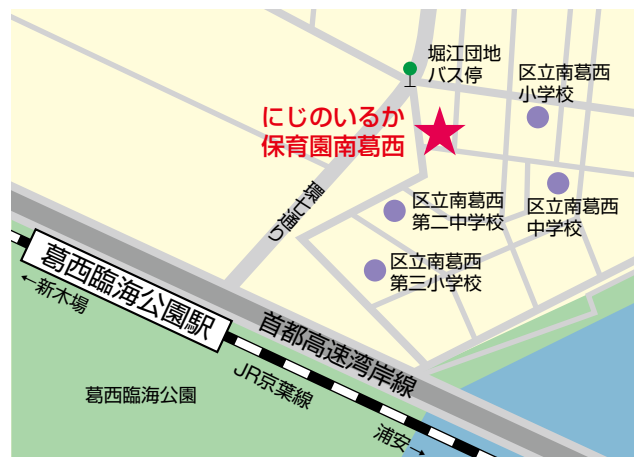 堀江団地
バス停
区立南葛西
小学校
にじのいるか
保育園南葛西
環七通り
区立南葛西
第二中学校
区立南葛西
中学校
区立南葛西
第三小学校
葛西臨海公園駅
←新木場
首都高速湾岸線
JR京葉線
葛西臨海公園
浦安→